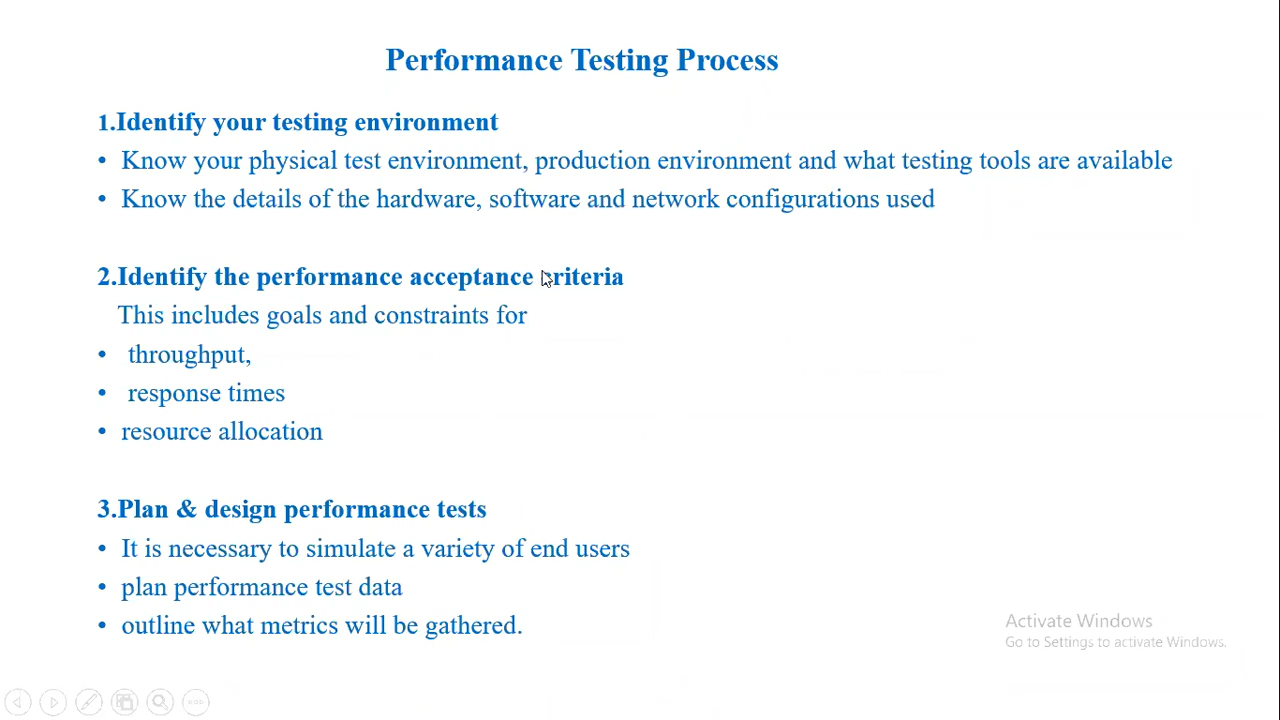 Performance Testing Process
1.Identify your testing environment
• Know your physical test environment, production environment and what testing tools are available
• Know the details of the hardware, software and network configurations used
2.Identify the performance acceptance criteria
This includes goals and constraints for
• throughput,
• response times
• resource allocation
3.Plan & design performance tests
• It is necessary to simulate a variety of end users
• plan performance test data
• outline what metrics will be gathered.
Activate Windows
Go to Settings to activate Windows.